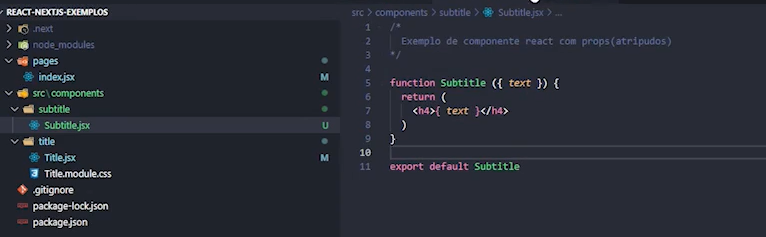 REACT-NEXTJS-EXEMPLOS
.next
node_modules
pages
index.jsx M
src\components
subtitle
Subtitle.jsx U
title
Title.jsx M
Title.module.css
.gitignore
package-lock.json
package.json
src > components > subtitle > Subtitle.jsx > ...
1 /*
2 Exemplo de componente react com props(atripudos)
3 */
4
5 function Subtitle ({ text }) {
6 return (
7 <h4>{ text }</h4>
8 )
9 }
10
11 export default Subtitle